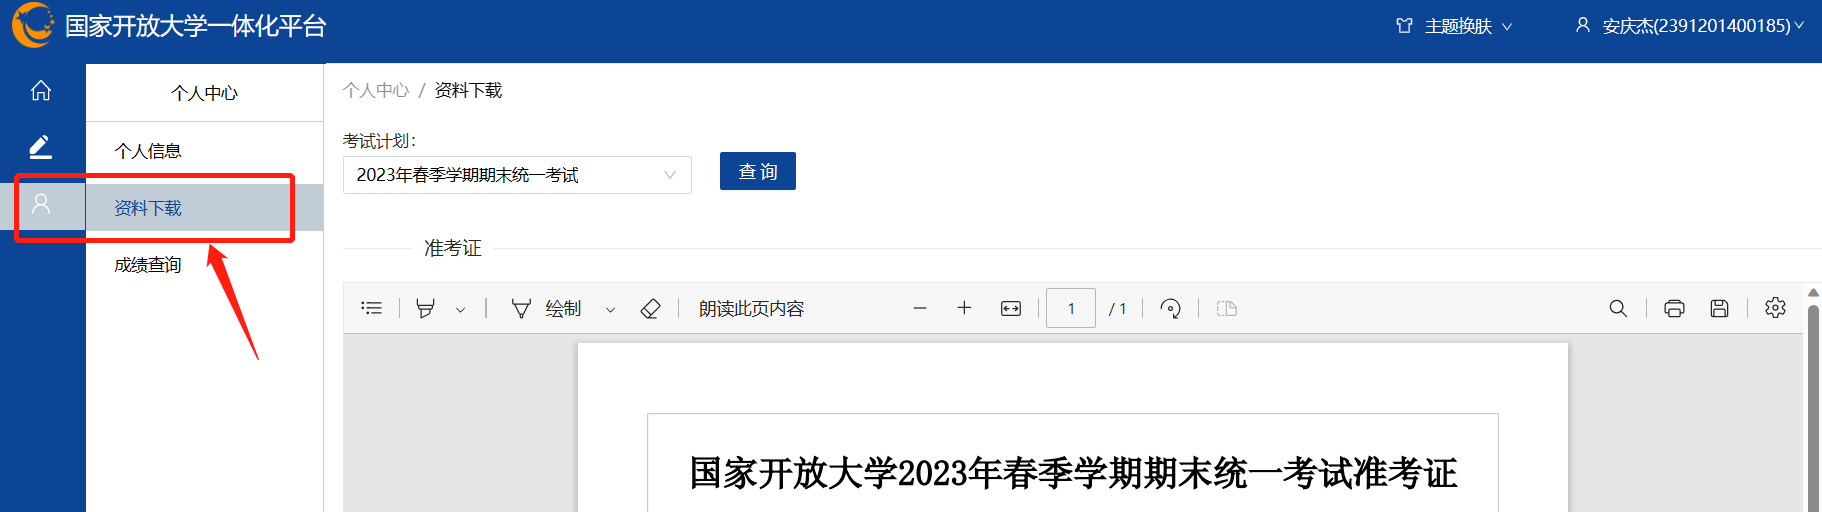 国家开放大学一体化平台
主题换肤
安庆杰(2391201400185)
个人中心
个人信息
资料下载
成绩查询
个人中心 / 资料下载
考试计划：
2023年春季学期期末统一考试
查 询
准考证
绘制
朗读此页内容
1 / 1
国家开放大学2023年春季学期期末统一考试准考证